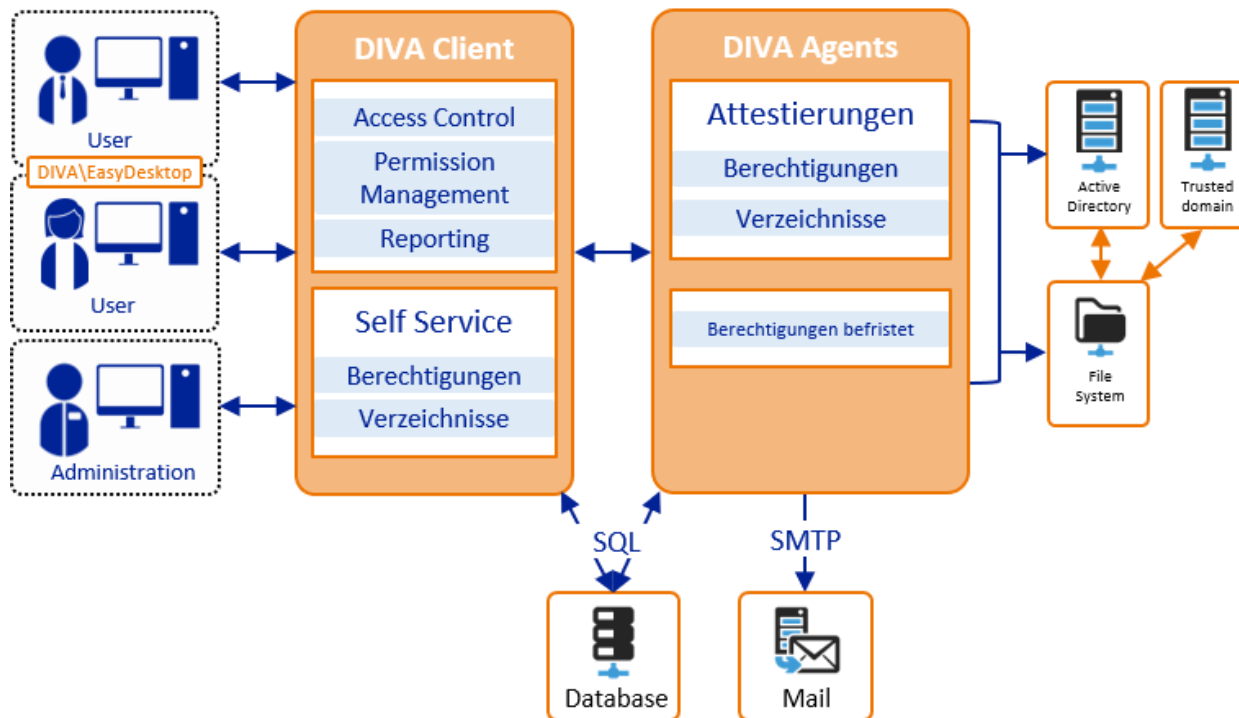 User
DIVA\EasyDesktop
User
Administration
DIVA Client
Access Control
Permission
Management
Reporting
Self Service
Berechtigungen
Verzeichnisse
DIVA Agents
Attestierungen
Berechtigungen
Verzeichnisse
Berechtigungen befristet
Active
Directory
Trusted
domain
File
System
SQL
SMTP
Database
Mail